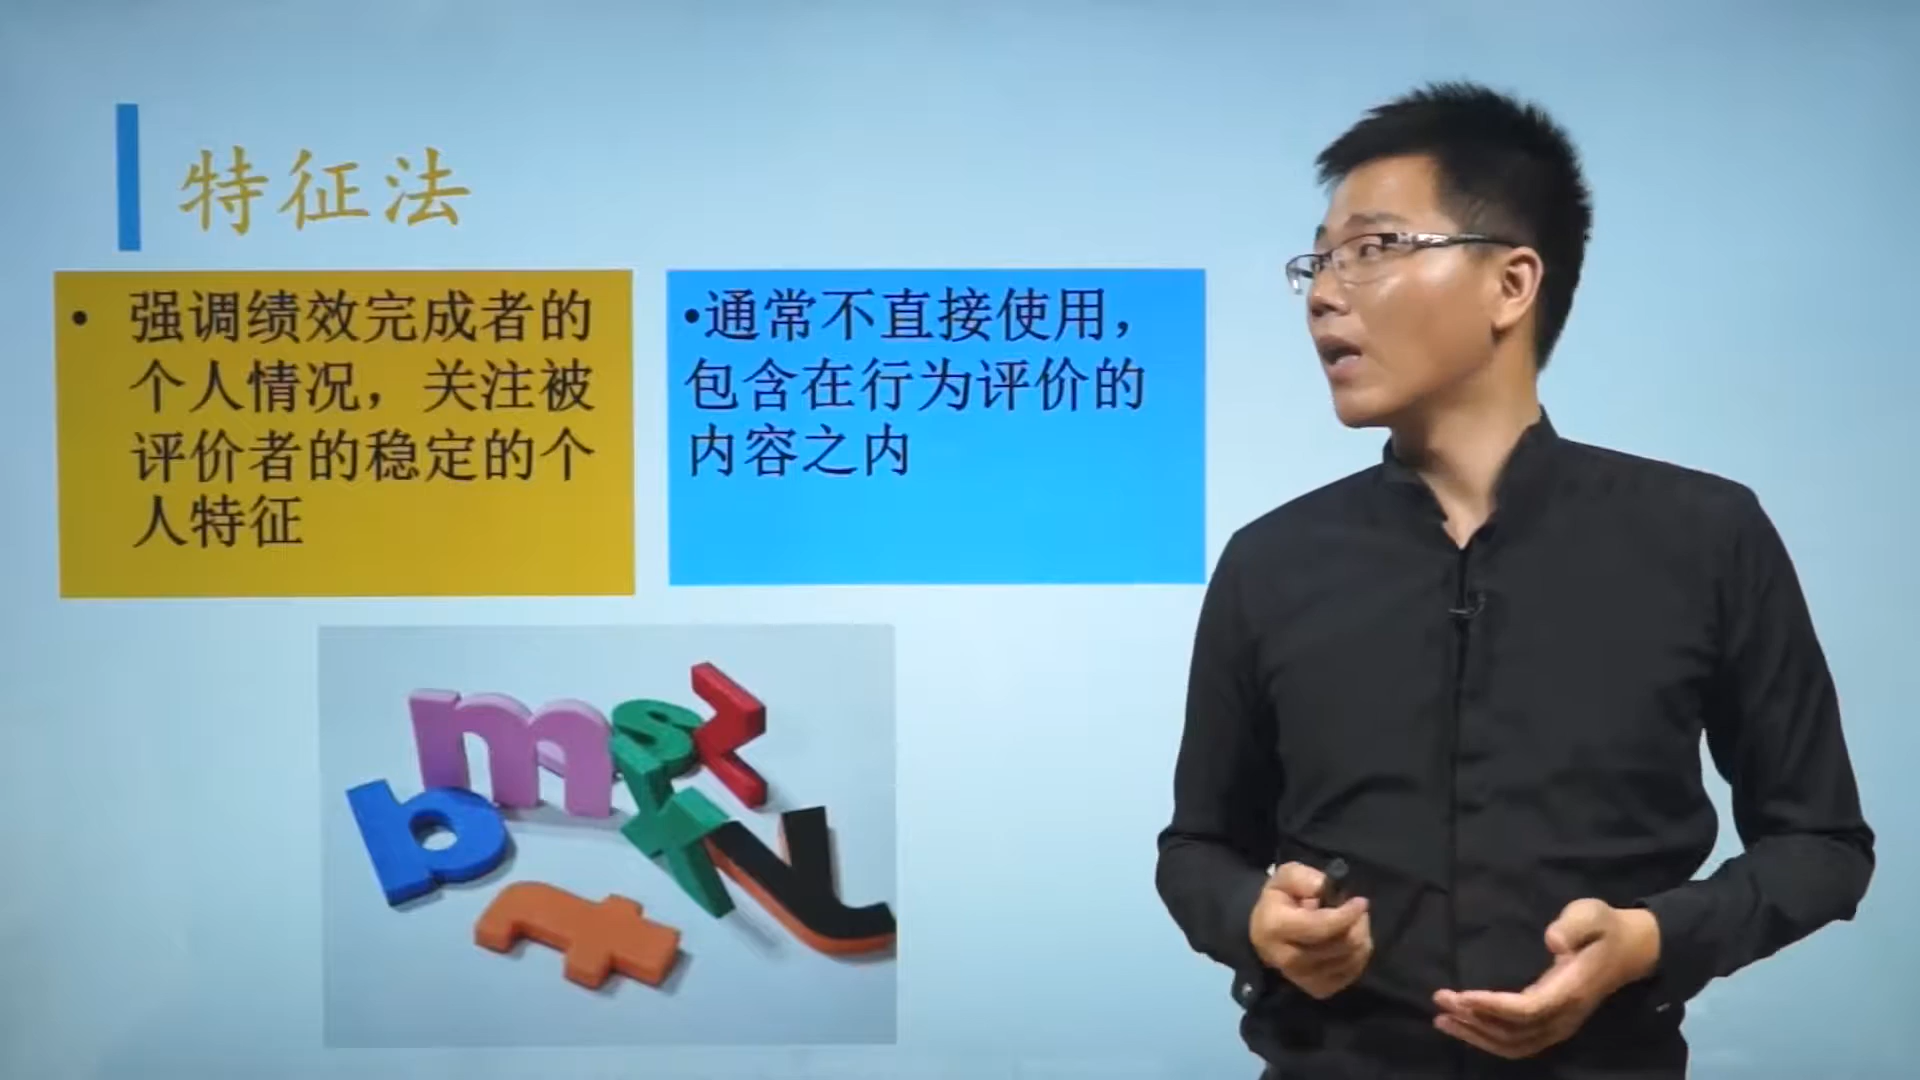 特征法
• 强调绩效完成者的
个人情况，关注被
评价者的稳定的个
人特征
•通常不直接使用，
包含在行为评价的
内容之内
m
s
z
b
t
f
y